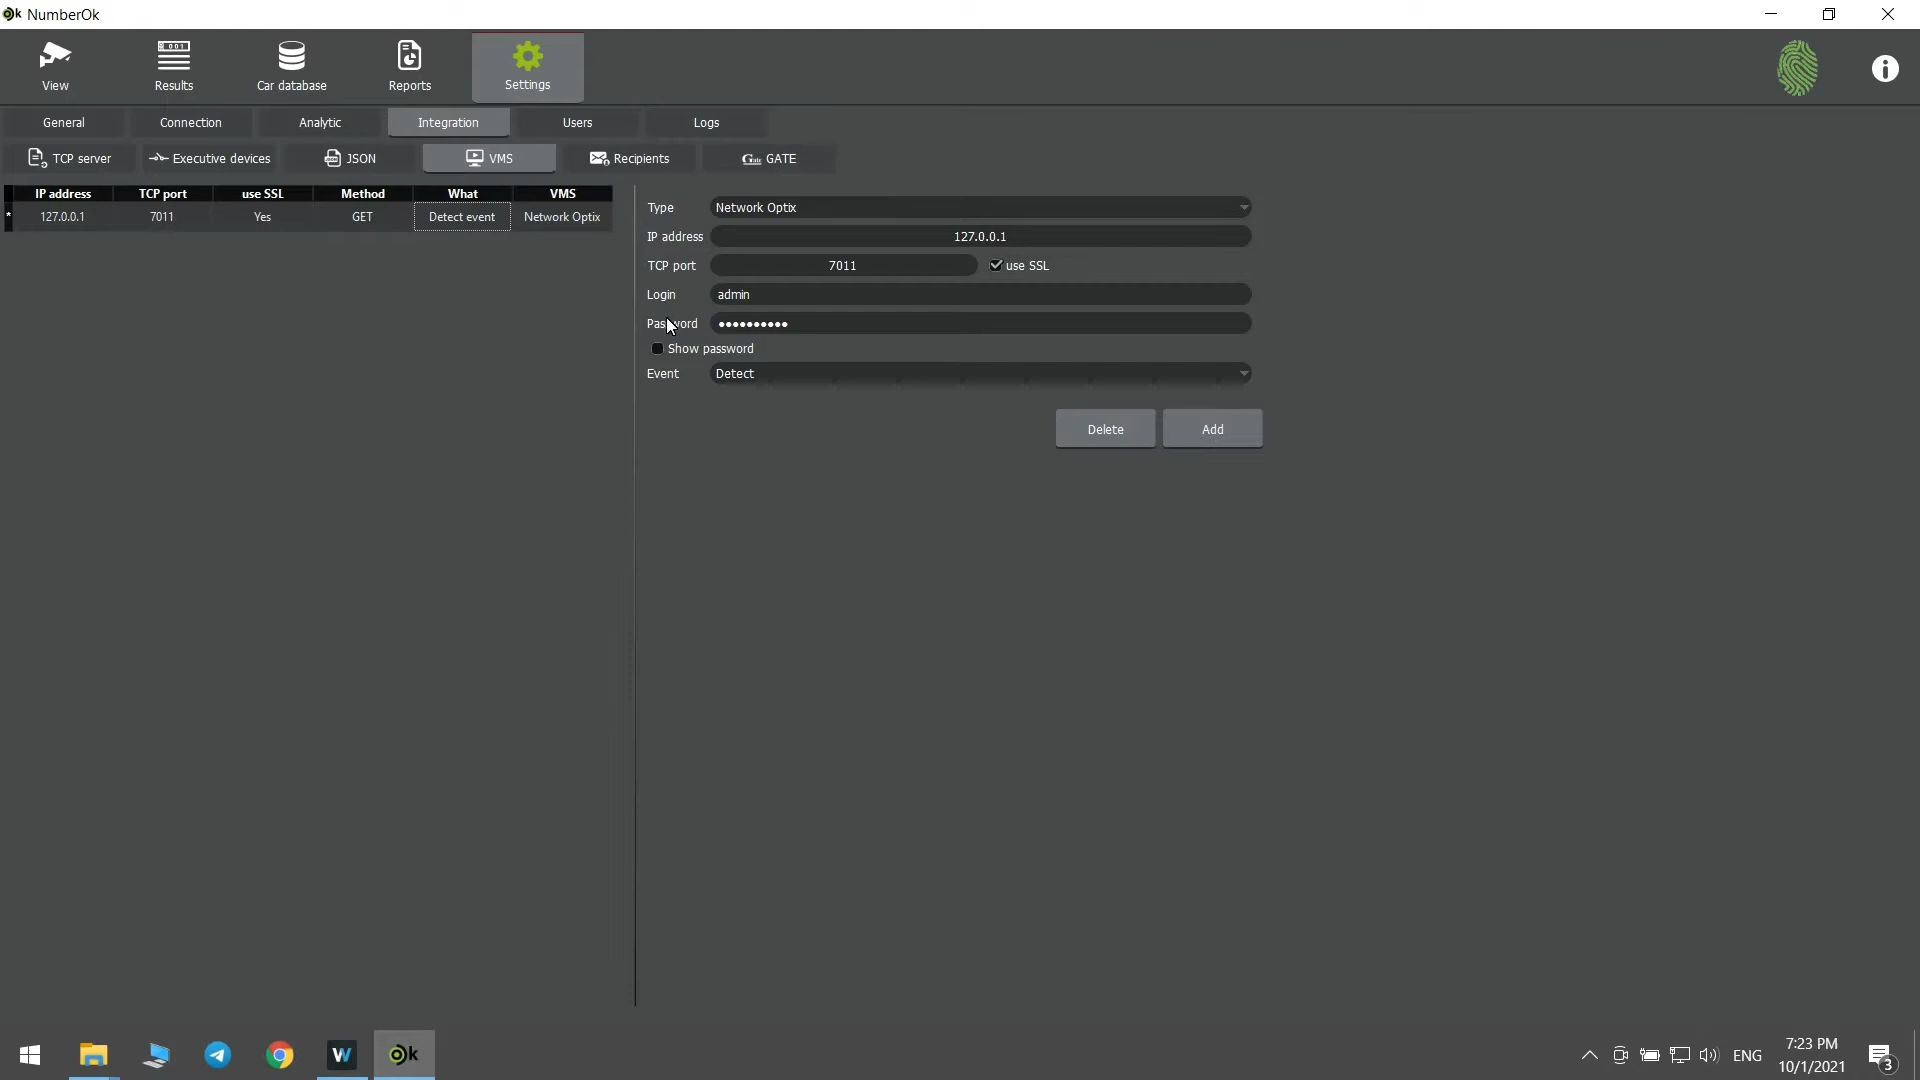 Ok NumberOk
View Results Car database Reports Settings
General Connection Analytic Integration Users Logs
TCP server Executive devices JSON VMS Recipients GATE
IP address TCP port use SSL Method What VMS
* 127.0.0.1 7011 Yes GET Detect event Network Optix
Type Network Optix
IP address 127.0.0.1
TCP port 7011 use SSL
Login admin
Password ••••••••••
Show password
Event Detect
Delete Add
W Ok ENG 7:23 PM
10/1/2021 3